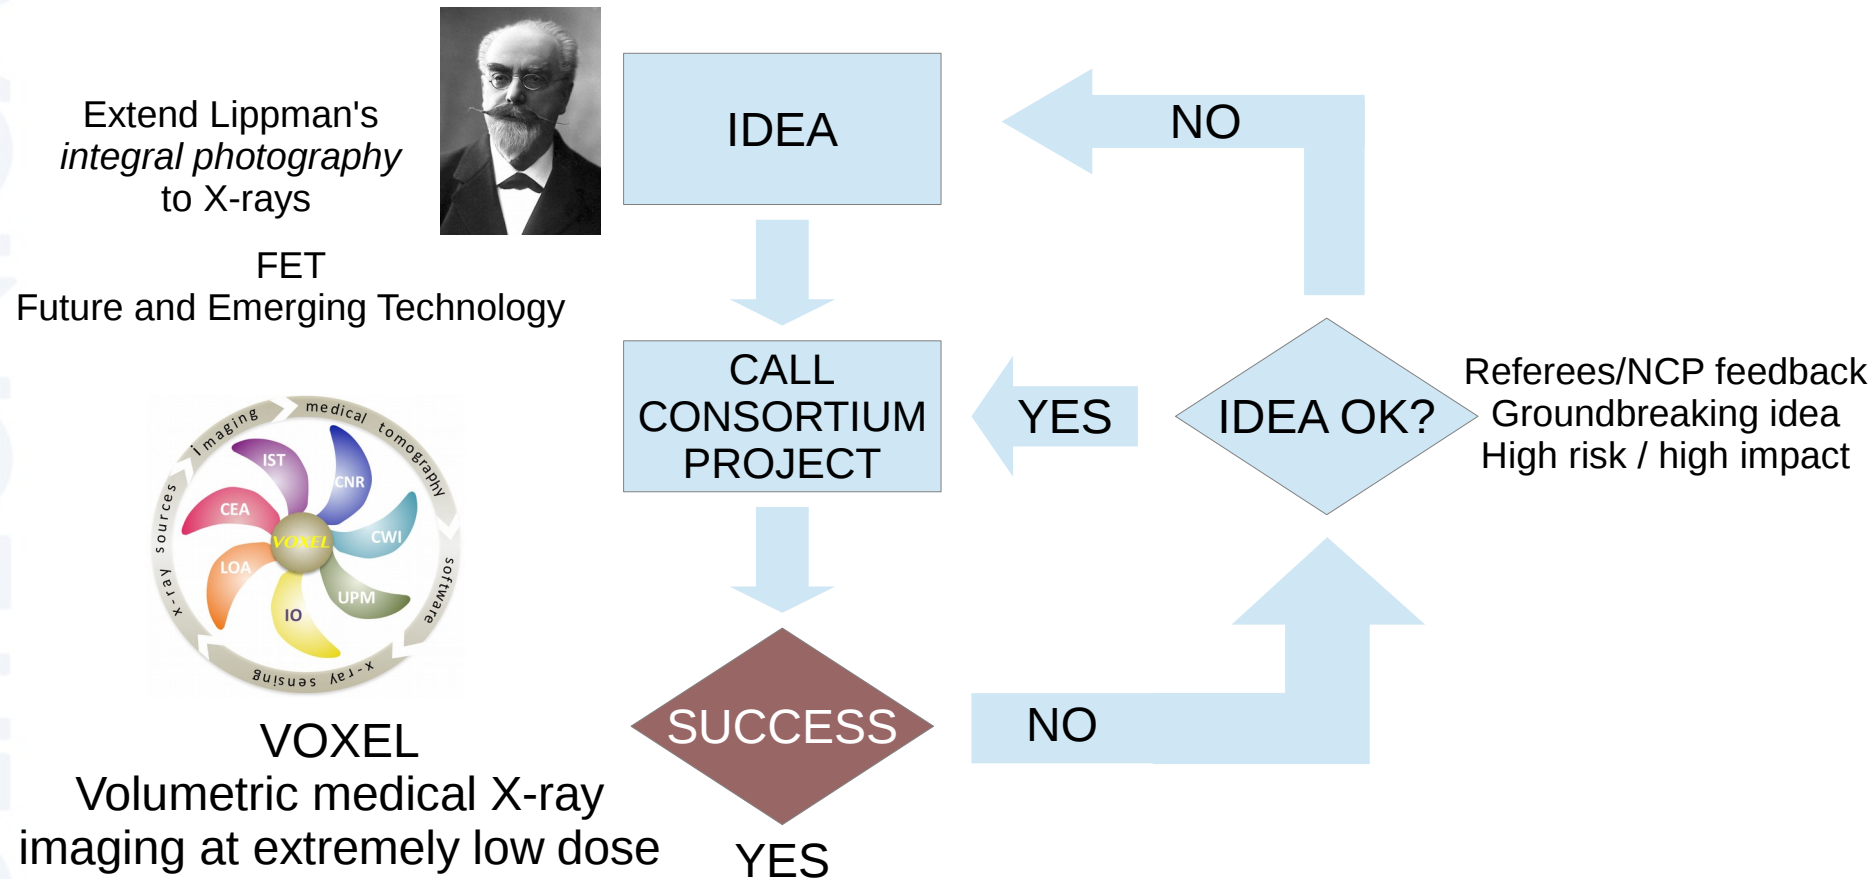 Extend Lippman's
integral photography
to X-rays
FET
Future and Emerging Technology
IDEA
NO
CALL
CONSORTIUM
PROJECT
YES
IDEA OK?
Referees/NCP feedback
Groundbreaking idea
High risk / high impact
imaging
medical tomography
software
x-ray sensing
x-ray sources
IST
CNR
CEA
VOXEL
CWI
LOA
UPM
IO
VOXEL
Volumetric medical X-ray
imaging at extremely low dose
SUCCESS
NO
YES